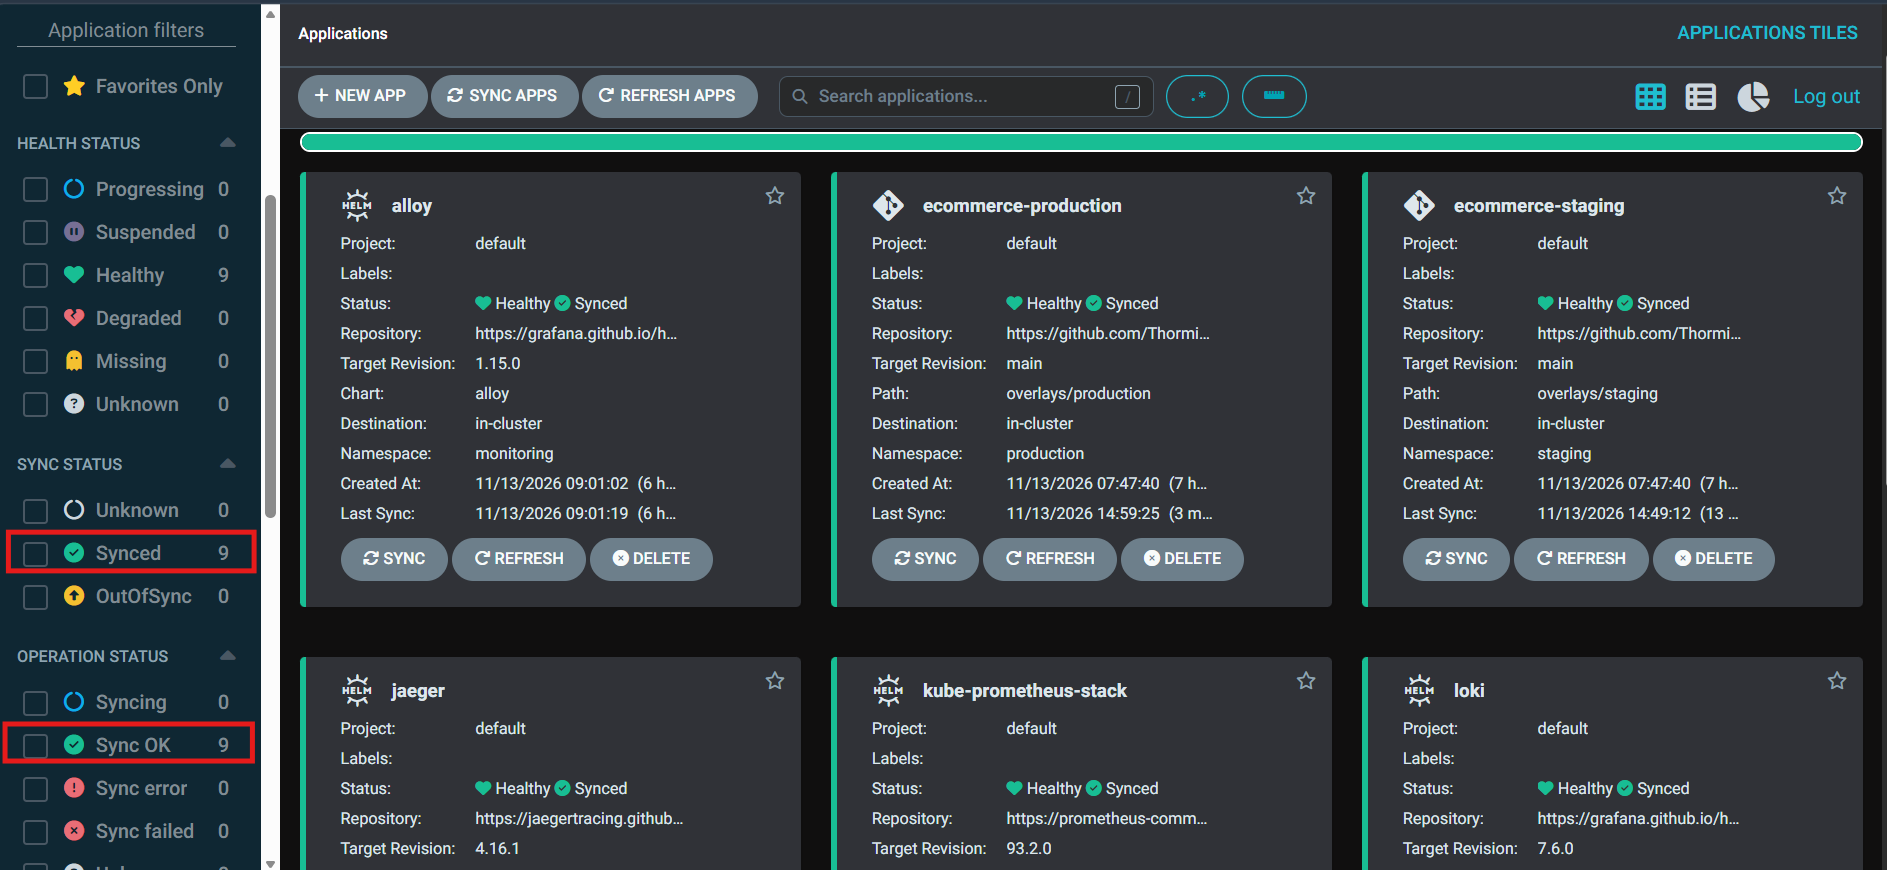 Application filters
Favorites Only
HEALTH STATUS
Progressing 0
Suspended 0
Healthy 9
Degraded 0
Missing 0
Unknown 0
SYNC STATUS
Unknown 0
Synced 9
OutOfSync 0
OPERATION STATUS
Syncing 0
Sync OK 9
Sync error 0
Sync failed 0
Applications
APPLICATIONS TILES
+ NEW APP SYNC APPS REFRESH APPS Search applications... / .* Log out
HELM alloy
Project: default
Labels:
Status: Healthy Synced
Repository: https://grafana.github.io/h...
Target Revision: 1.15.0
Chart: alloy
Destination: in-cluster
Namespace: monitoring
Created At: 11/13/2026 09:01:02 (6 h...
Last Sync: 11/13/2026 09:01:19 (6 h...
SYNC REFRESH DELETE
ecommerce-production
Project: default
Labels:
Status: Healthy Synced
Repository: https://github.com/Thormi...
Target Revision: main
Path: overlays/production
Destination: in-cluster
Namespace: production
Created At: 11/13/2026 07:47:40 (7 h...
Last Sync: 11/13/2026 14:59:25 (3 m...
SYNC REFRESH DELETE
ecommerce-staging
Project: default
Labels:
Status: Healthy Synced
Repository: https://github.com/Thormi...
Target Revision: main
Path: overlays/staging
Destination: in-cluster
Namespace: staging
Created At: 11/13/2026 07:47:40 (7 h...
Last Sync: 11/13/2026 14:49:12 (13 ...
SYNC REFRESH DELETE
HELM jaeger
Project: default
Labels:
Status: Healthy Synced
Repository: https://jaegertracing.github...
Target Revision: 4.16.1
HELM kube-prometheus-stack
Project: default
Labels:
Status: Healthy Synced
Repository: https://prometheus-comm...
Target Revision: 93.2.0
HELM loki
Project: default
Labels:
Status: Healthy Synced
Repository: https://grafana.github.io/h...
Target Revision: 7.6.0